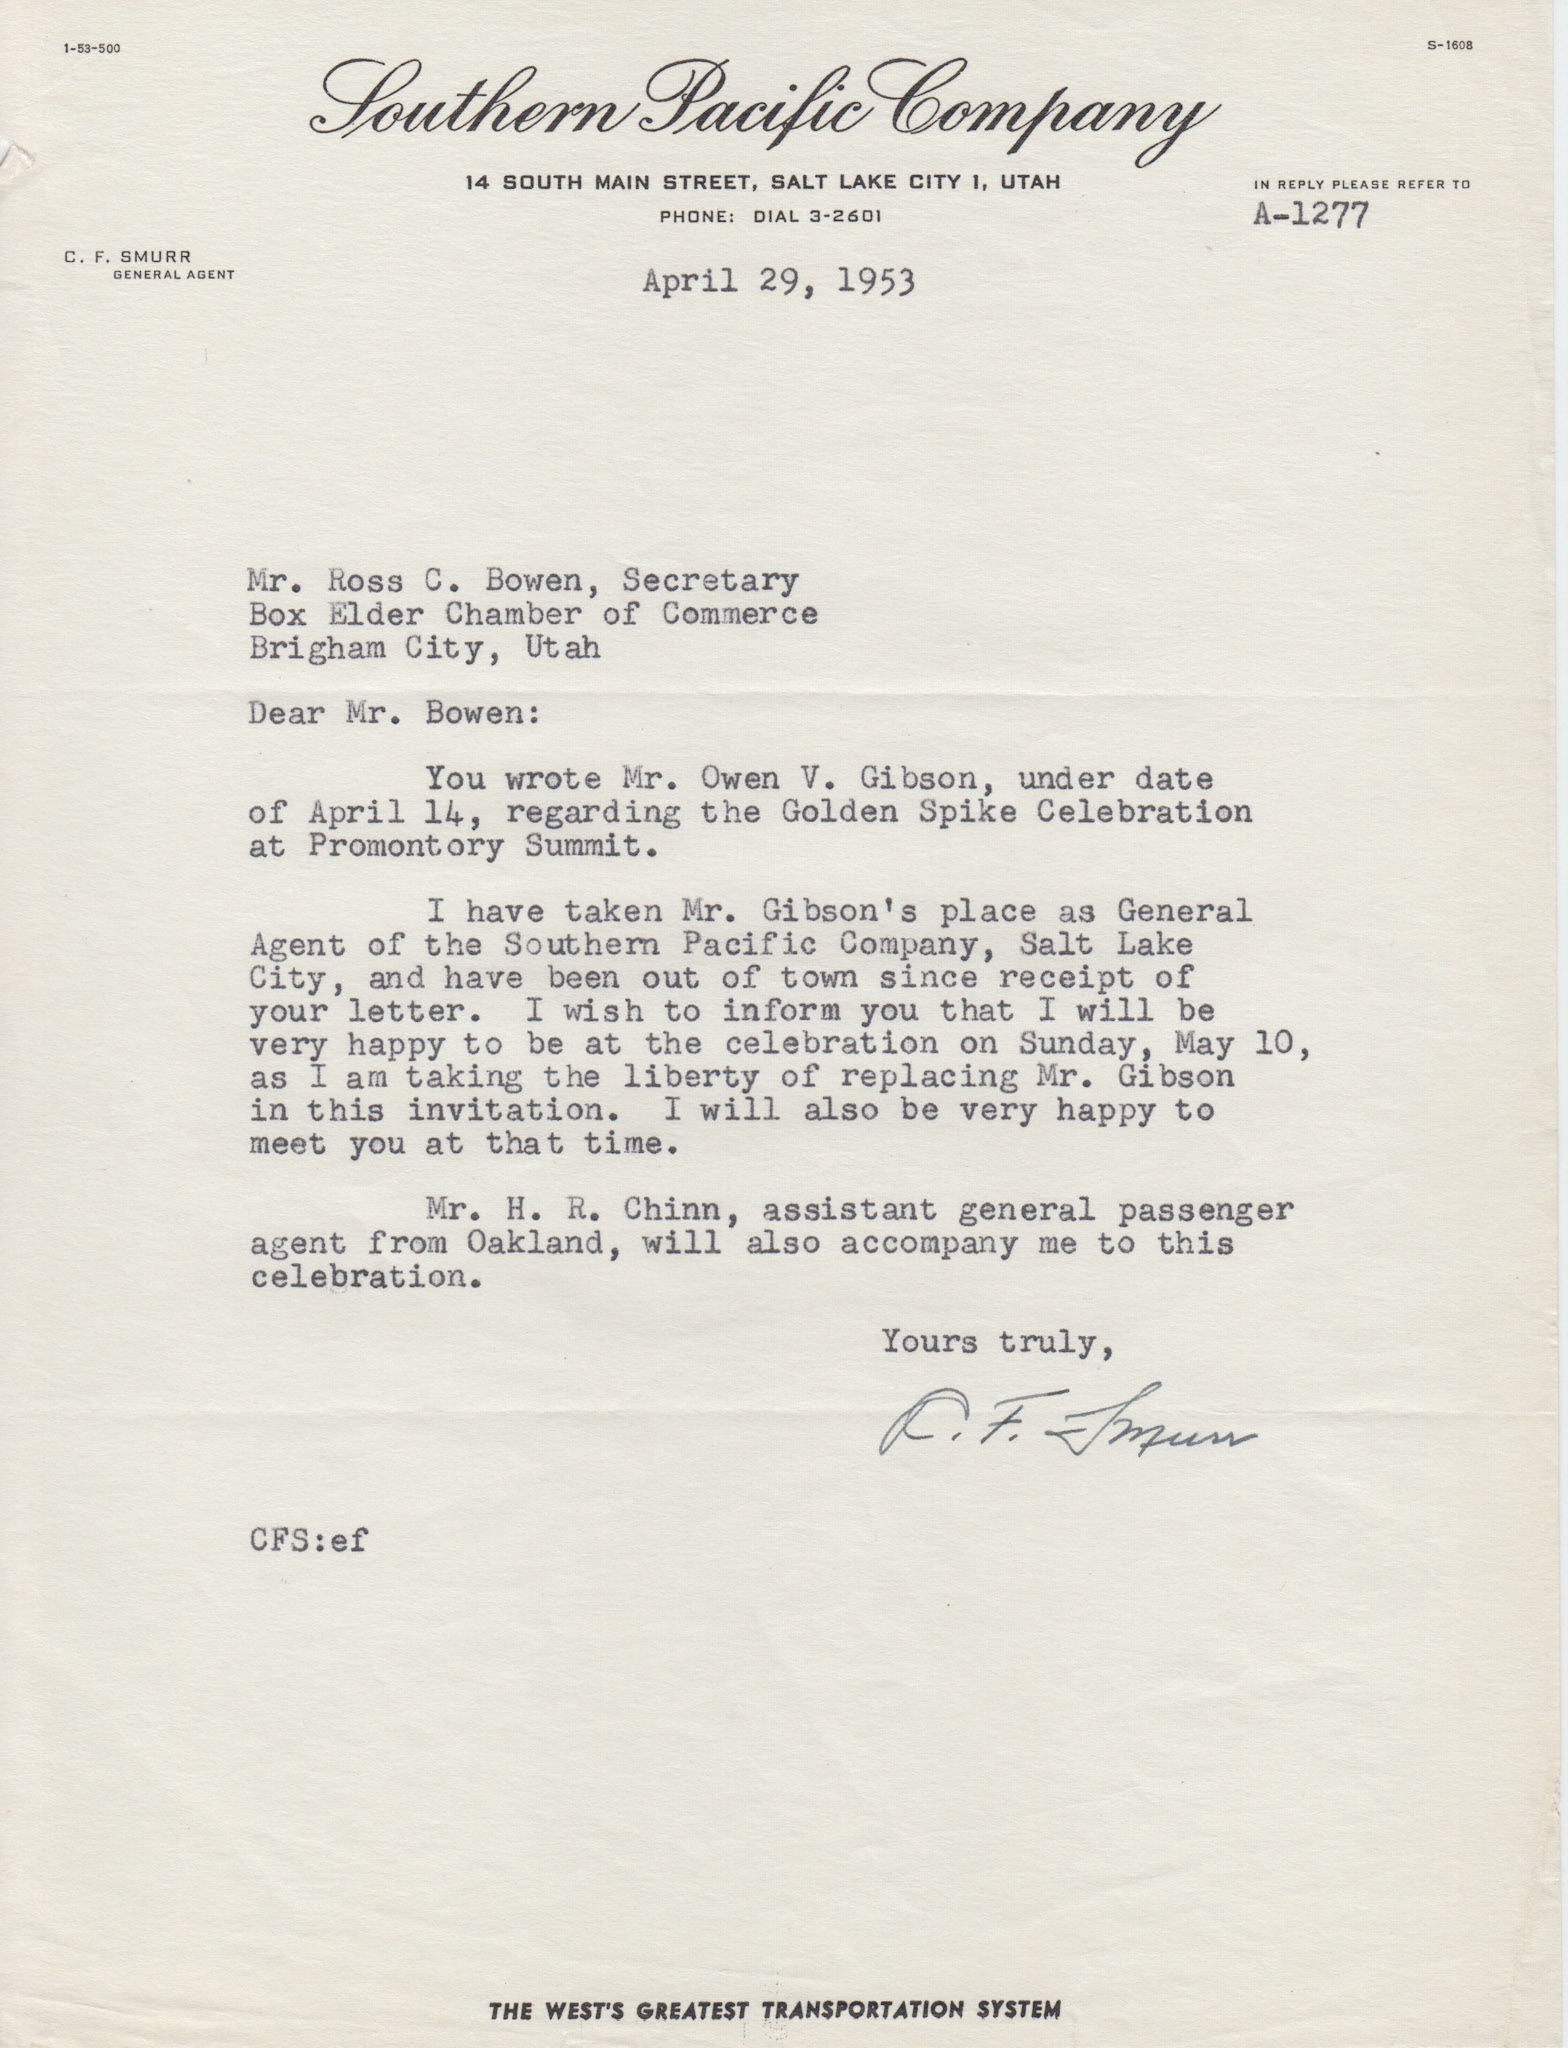 1-53-500
S-1608
Southern Pacific Company
14 SOUTH MAIN STREET, SALT LAKE CITY 1, UTAH
PHONE: DIAL 3-2601
IN REPLY PLEASE REFER TO
A-1277
C. F. SMURR
GENERAL AGENT
April 29, 1953
Mr. Ross C. Bowen, Secretary
Box Elder Chamber of Commerce
Brigham City, Utah
Dear Mr. Bowen:
You wrote Mr. Owen V. Gibson, under date
of April 14, regarding the Golden Spike Celebration
at Promontory Summit.
I have taken Mr. Gibson's place as General
Agent of the Southern Pacific Company, Salt Lake
City, and have been out of town since receipt of
your letter. I wish to inform you that I will be
very happy to be at the celebration on Sunday, May 10,
as I am taking the liberty of replacing Mr. Gibson
in this invitation. I will also be very happy to
meet you at that time.
Mr. H. R. Chinn, assistant general passenger
agent from Oakland, will also accompany me to this
celebration.
Yours truly,
C. F. Smurr
CFS:ef
THE WEST'S GREATEST TRANSPORTATION SYSTEM